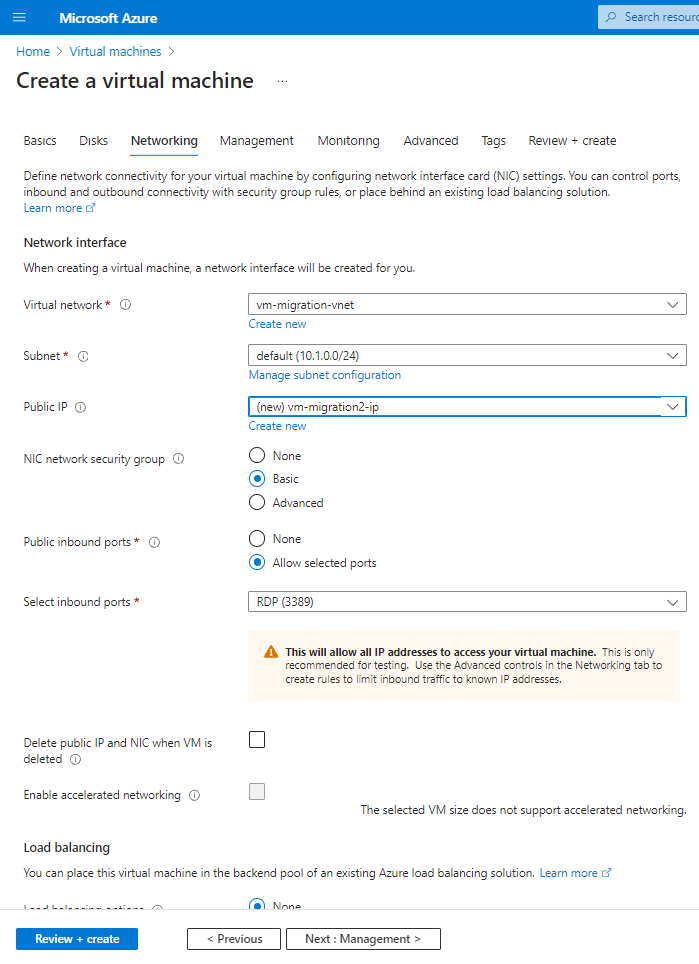 Microsoft Azure
Search resour
Home > Virtual machines >
Create a virtual machine ...
Basics Disks Networking Management Monitoring Advanced Tags Review + create
Define network connectivity for your virtual machine by configuring network interface card (NIC) settings. You can control ports,
inbound and outbound connectivity with security group rules, or place behind an existing load balancing solution.
Learn more
Network interface
When creating a virtual machine, a network interface will be created for you.
Virtual network *
vm-migration-vnet
Create new
Subnet *
default (10.1.0.0/24)
Manage subnet configuration
Public IP
(new) vm-migration2-ip
Create new
NIC network security group
None
Basic
Advanced
Public inbound ports *
None
Allow selected ports
Select inbound ports *
RDP (3389)
This will allow all IP addresses to access your virtual machine. This is only
recommended for testing. Use the Advanced controls in the Networking tab to
create rules to limit inbound traffic to known IP addresses.
Delete public IP and NIC when VM is
deleted
Enable accelerated networking
The selected VM size does not support accelerated networking.
Load balancing
You can place this virtual machine in the backend pool of an existing Azure load balancing solution. Learn more
Load balancing options
None
Review + create
< Previous
Next : Management >